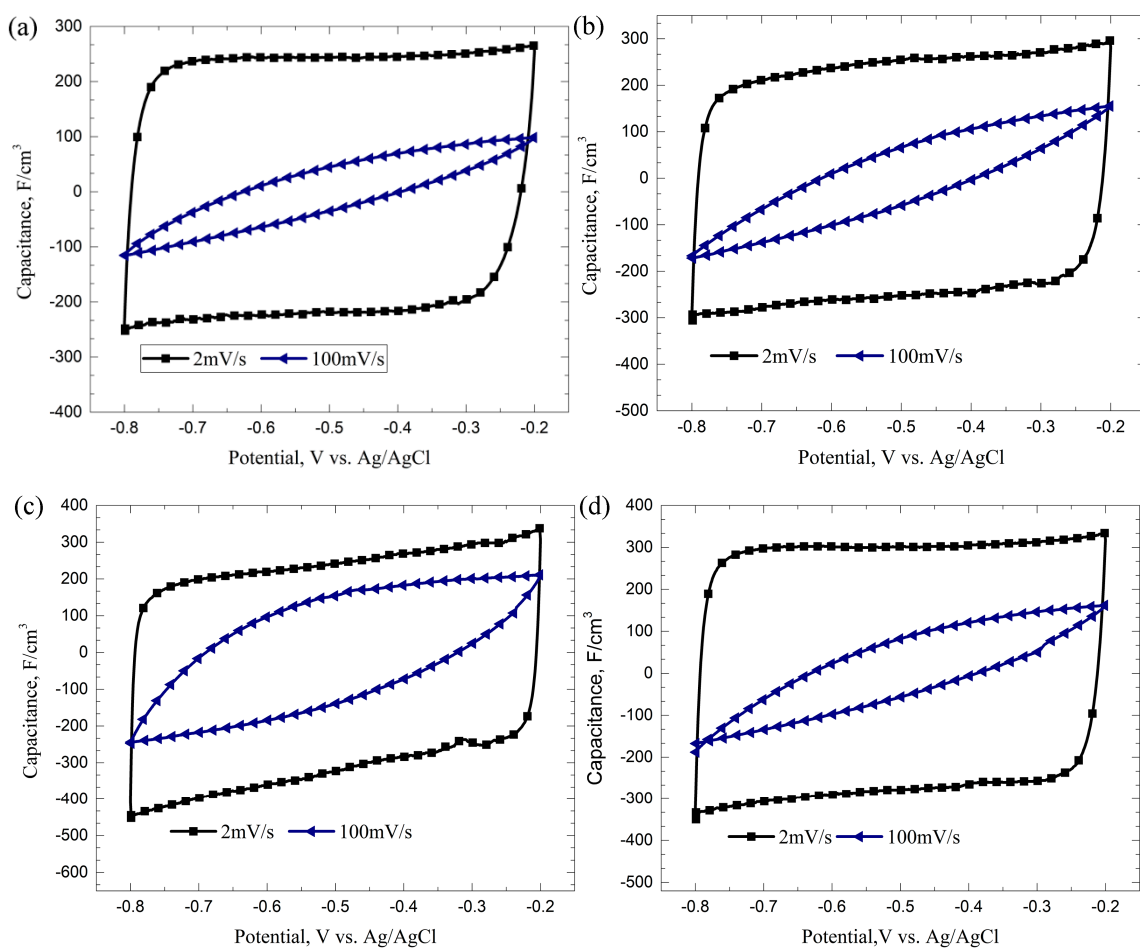 (a)
300
200
100
0
-100
-200
-300
-400
Capacitance, F/cm³
2mV/s 100mV/s
-0.8 -0.7 -0.6 -0.5 -0.4 -0.3 -0.2
Potential, V vs. Ag/AgCl
(b)
300
200
100
0
-100
-200
-300
-400
-500
Capacitance, F/cm³
2mV/s 100mV/s
-0.8 -0.7 -0.6 -0.5 -0.4 -0.3 -0.2
Potential, V vs. Ag/AgCl
(c)
400
300
200
100
0
-100
-200
-300
-400
-500
-600
Capacitance, F/cm³
2mV/s 100mV/s
-0.8 -0.7 -0.6 -0.5 -0.4 -0.3 -0.2
Potential, V vs. Ag/AgCl
(d)
400
300
200
100
0
-100
-200
-300
-400
-500
Capacitance, F/cm³
2mV/s 100mV/s
-0.8 -0.7 -0.6 -0.5 -0.4 -0.3 -0.2
Potential,V vs. Ag/AgCl